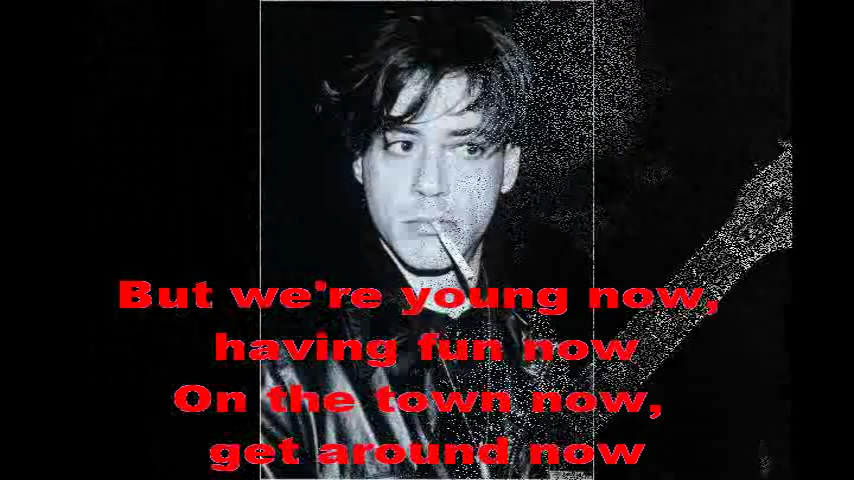 But we're young now,
having fun now
On the town now,
get around now